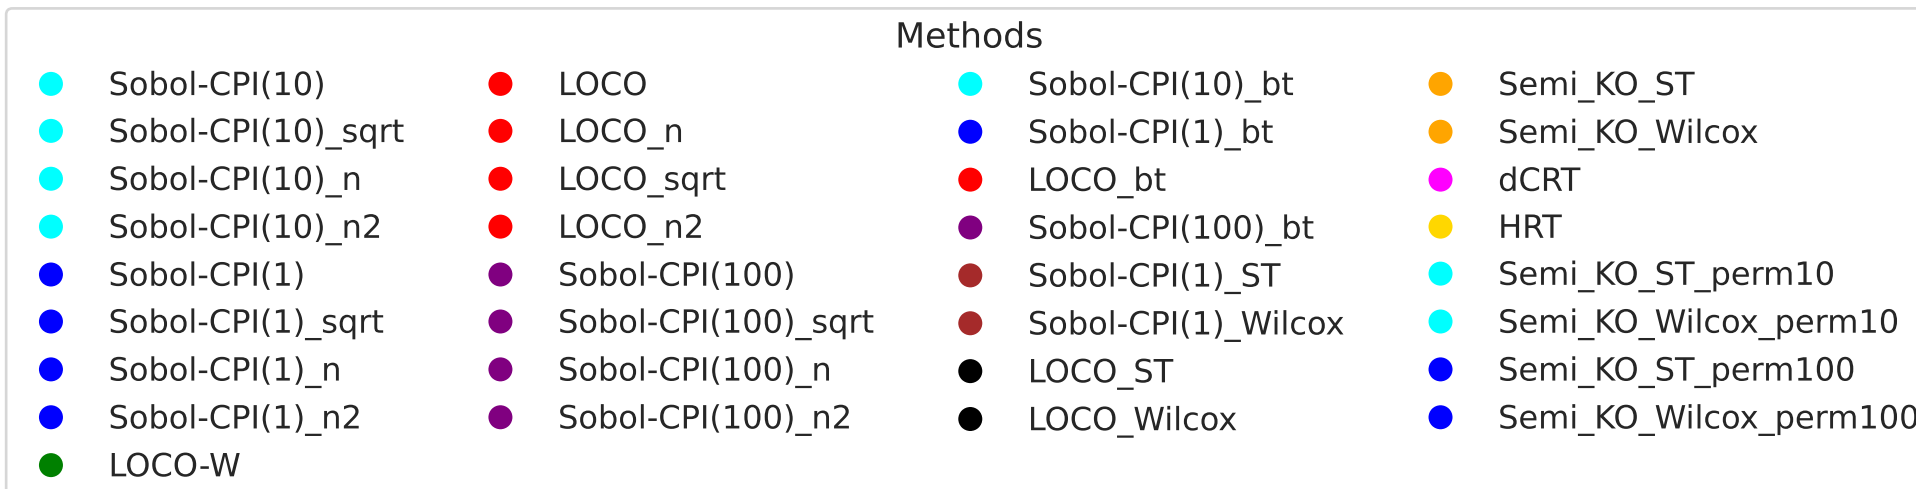 Methods
Sobol-CPI(10)
Sobol-CPI(10)_sqrt
Sobol-CPI(10)_n
Sobol-CPI(10)_n2
Sobol-CPI(1)
Sobol-CPI(1)_sqrt
Sobol-CPI(1)_n
Sobol-CPI(1)_n2
LOCO-W
LOCO
LOCO_n
LOCO_sqrt
LOCO_n2
Sobol-CPI(100)
Sobol-CPI(100)_sqrt
Sobol-CPI(100)_n
Sobol-CPI(100)_n2
Sobol-CPI(10)_bt
Sobol-CPI(1)_bt
LOCO_bt
Sobol-CPI(100)_bt
Sobol-CPI(1)_ST
Sobol-CPI(1)_Wilcox
LOCO_ST
LOCO_Wilcox
Semi_KO_ST
Semi_KO_Wilcox
dCRT
HRT
Semi_KO_ST_perm10
Semi_KO_Wilcox_perm10
Semi_KO_ST_perm100
Semi_KO_Wilcox_perm100